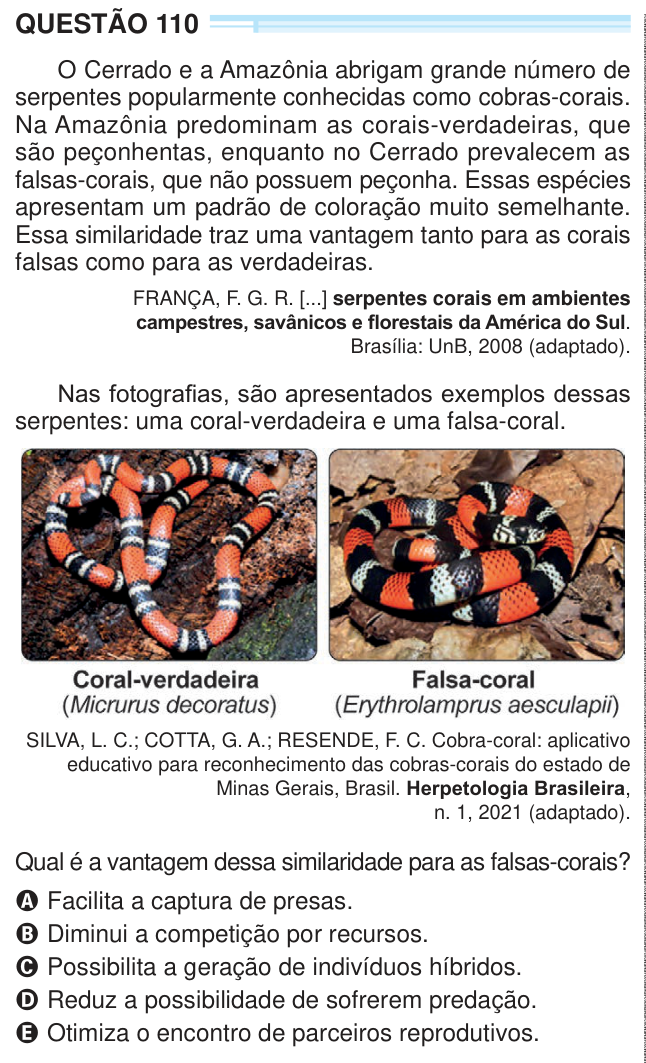 QUESTÃO 110
O Cerrado e a Amazônia abrigam grande número de
serpentes popularmente conhecidas como cobras-corais.
Na Amazônia predominam as corais-verdadeiras, que
são peçonhentas, enquanto no Cerrado prevalecem as
falsas-corais, que não possuem peçonha. Essas espécies
apresentam um padrão de coloração muito semelhante.
Essa similaridade traz uma vantagem tanto para as corais
falsas como para as verdadeiras.
FRANÇA, F. G. R. [...] serpentes corais em ambientes
campestres, savânicos e florestais da América do Sul.
Brasília: UnB, 2008 (adaptado).
Nas fotografias, são apresentados exemplos dessas
serpentes: uma coral-verdadeira e uma falsa-coral.
Coral-verdadeira
(Micrurus decoratus)
Falsa-coral
(Erythrolamprus aesculapii)
SILVA, L. C.; COTTA, G. A.; RESENDE, F. C. Cobra-coral: aplicativo
educativo para reconhecimento das cobras-corais do estado de
Minas Gerais, Brasil. Herpetologia Brasileira,
n. 1, 2021 (adaptado).
Qual é a vantagem dessa similaridade para as falsas-corais?
A Facilita a captura de presas.
B Diminui a competição por recursos.
C Possibilita a geração de indivíduos híbridos.
D Reduz a possibilidade de sofrerem predação.
E Otimiza o encontro de parceiros reprodutivos.